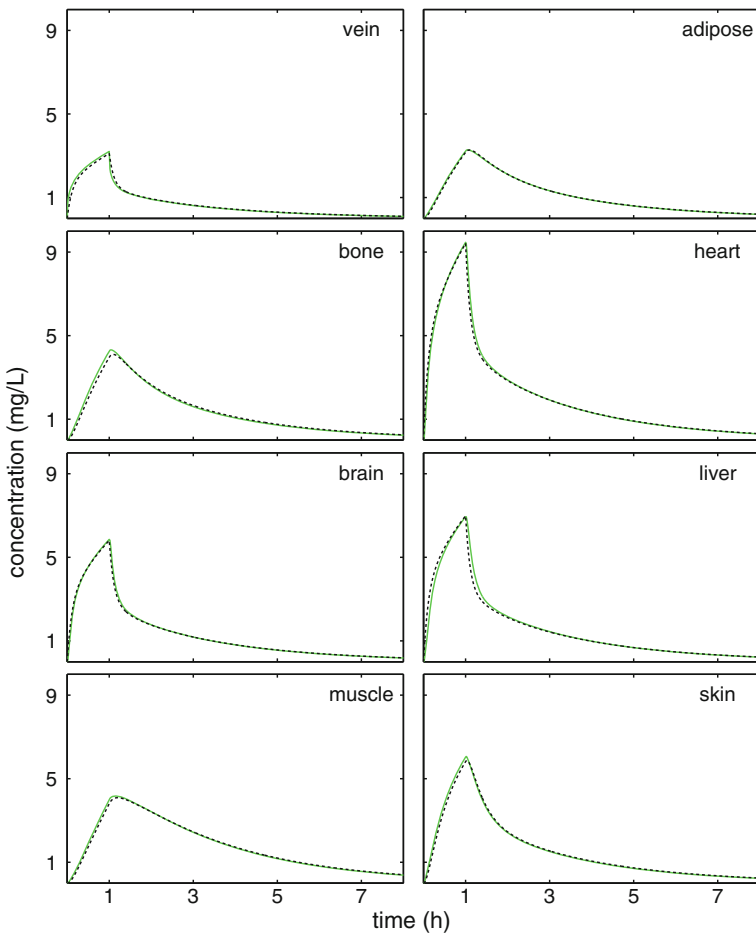 vein
adipose
9
5
1
bone
heart
9
5
1
brain
liver
9
5
1
muscle
skin
9
5
1
1 3 5 7
1 3 5 7
time (h)
concentration (mg/L)